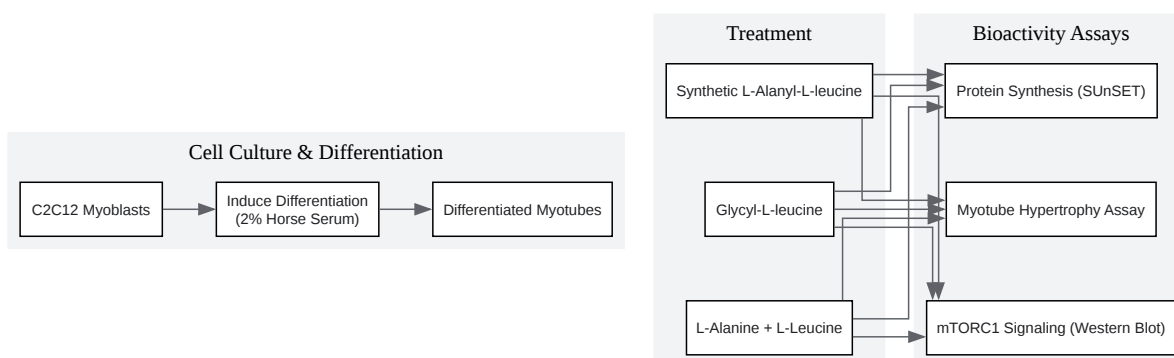 Cell Culture & Differentiation
C2C12 Myoblasts
Induce Differentiation
(2% Horse Serum)
Differentiated Myotubes
Treatment
Synthetic L-Alanyl-L-leucine
Glycyl-L-leucine
L-Alanine + L-Leucine
Bioactivity Assays
Protein Synthesis (SUnSET)
Myotube Hypertrophy Assay
mTORC1 Signaling (Western Blot)